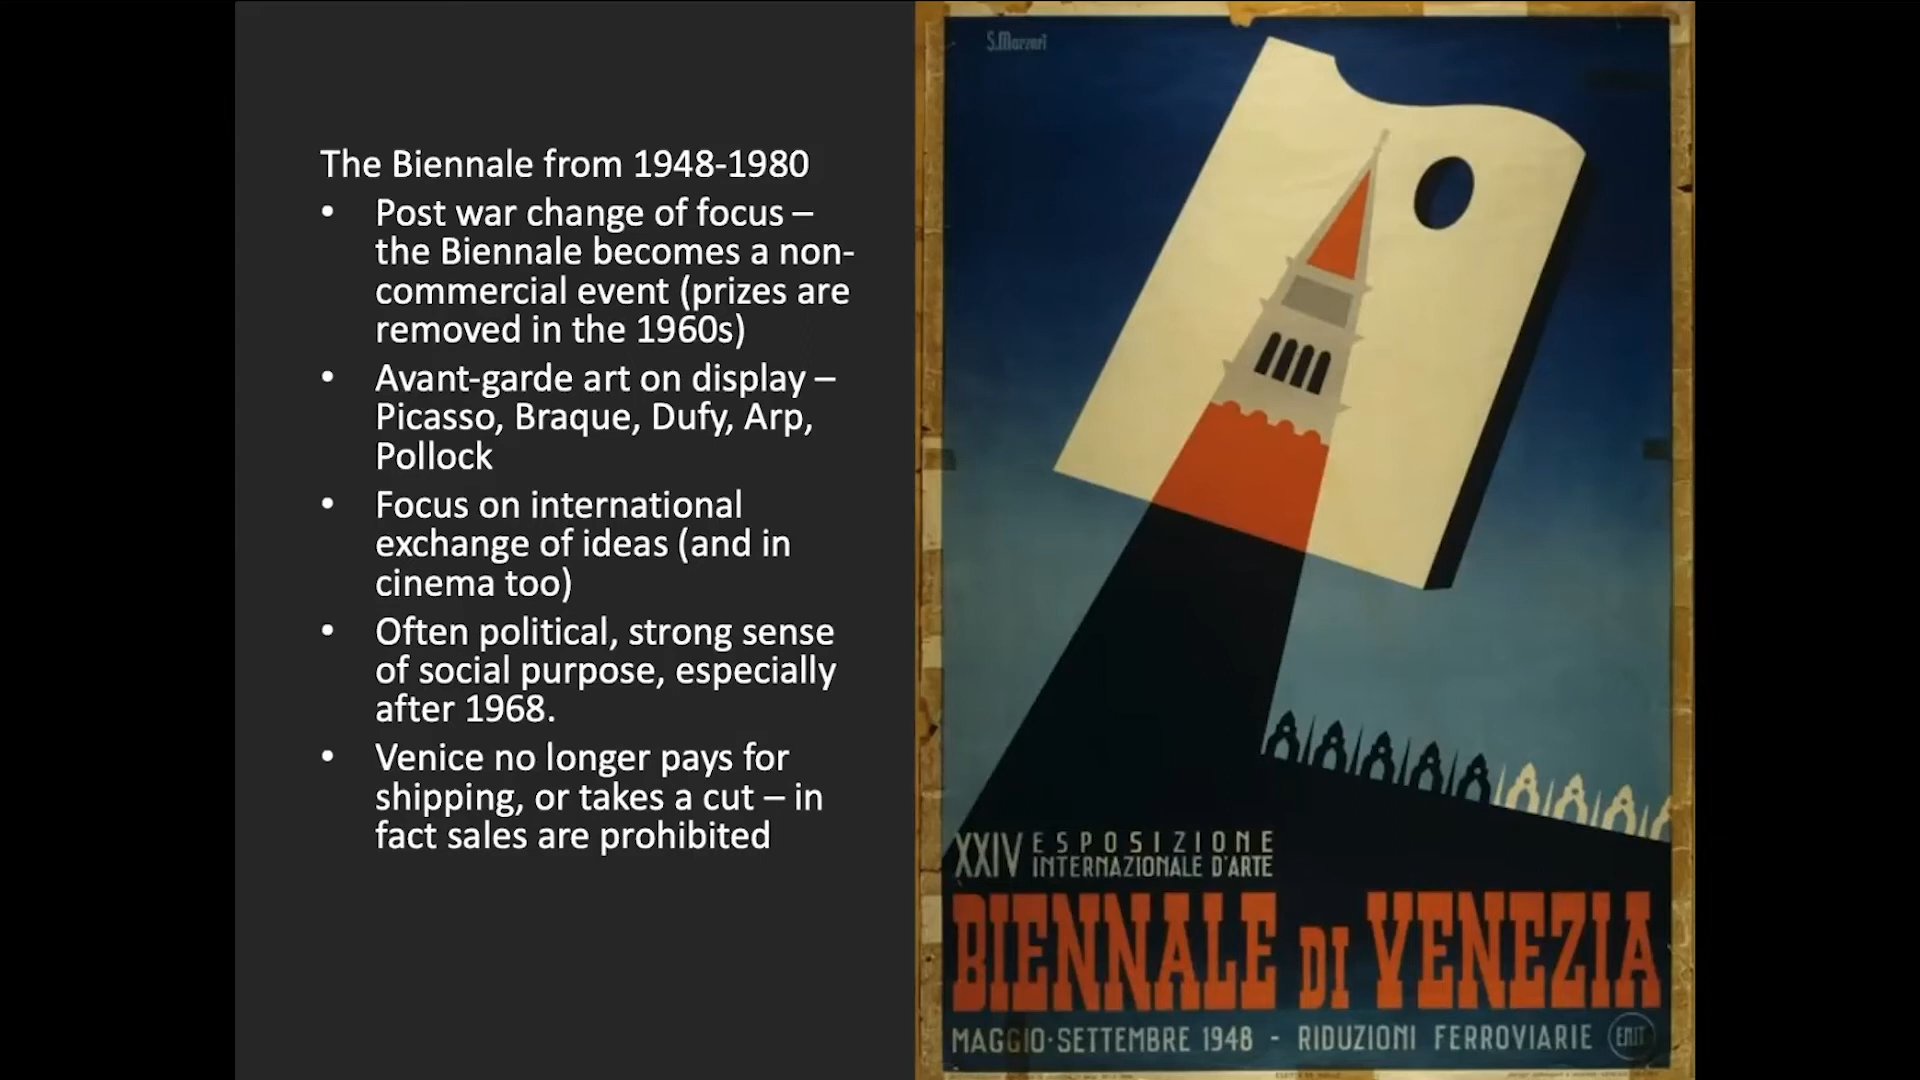 The Biennale from 1948-1980
• Post war change of focus –
the Biennale becomes a non-
commercial event (prizes are
removed in the 1960s)
• Avant-garde art on display –
Picasso, Braque, Dufy, Arp,
Pollock
• Focus on international
exchange of ideas (and in
cinema too)
• Often political, strong sense
of social purpose, especially
after 1968.
• Venice no longer pays for
shipping, or takes a cut – in
fact sales are prohibited
S. Marzari
XXIV ESPOSIZIONE
INTERNAZIONALE D'ARTE
BIENNALE DI VENEZIA
MAGGIO·SETTEMBRE 1948 - RIDUZIONI FERROVIARIE ENIT